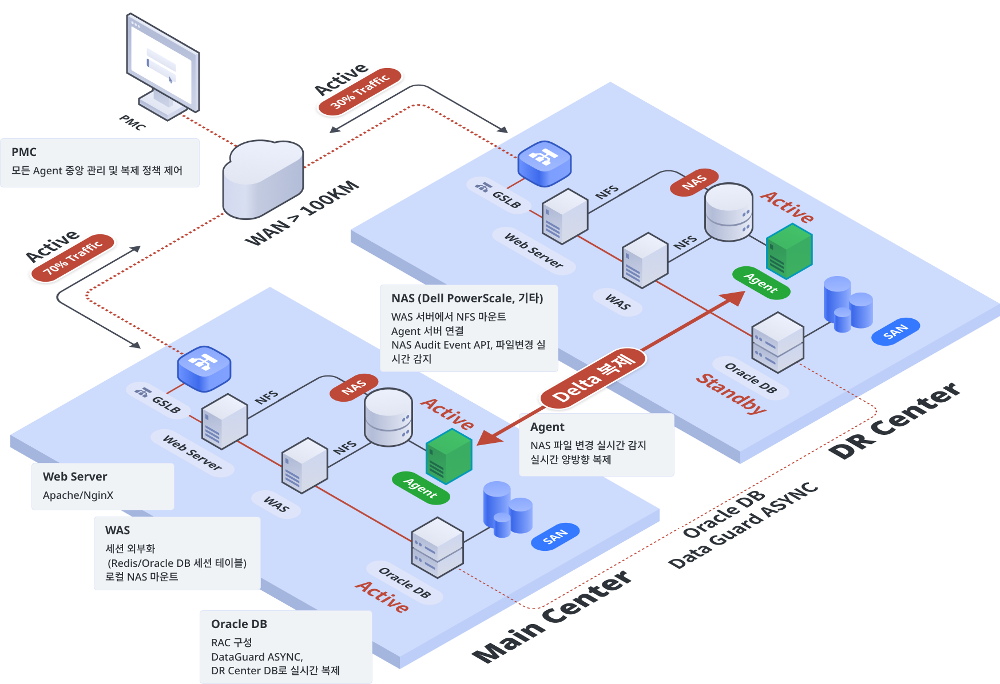 PMC
PMC
모든 Agent 중앙 관리 및 복제 정책 제어
Active
30% Traffic
WAN > 100KM
Active
70% Traffic
GSLB
Web Server
NFS
NAS
Active
NFS
WAS
Agent
SAN
Oracle DB
Standby
DR Center
NAS (Dell PowerScale, 기타)
WAS 서버에서 NFS 마운트
Agent 서버 연결
NAS Audit Event API, 파일변경 실
시간 감지
Delta 복제
Agent
NAS 파일 변경 실시간 감지
실시간 양방향 복제
GSLB
Web Server
NFS
NAS
Active
NFS
WAS
Agent
SAN
Oracle DB
Active
Main Center
Oracle DB
Data Guard ASYNC
Web Server
Apache/NginX
WAS
세션 외부화
(Redis/Oracle DB 세션 테이블)
로컬 NAS 마운트
Oracle DB
RAC 구성
DataGuard ASYNC,
DR Center DB로 실시간 복제